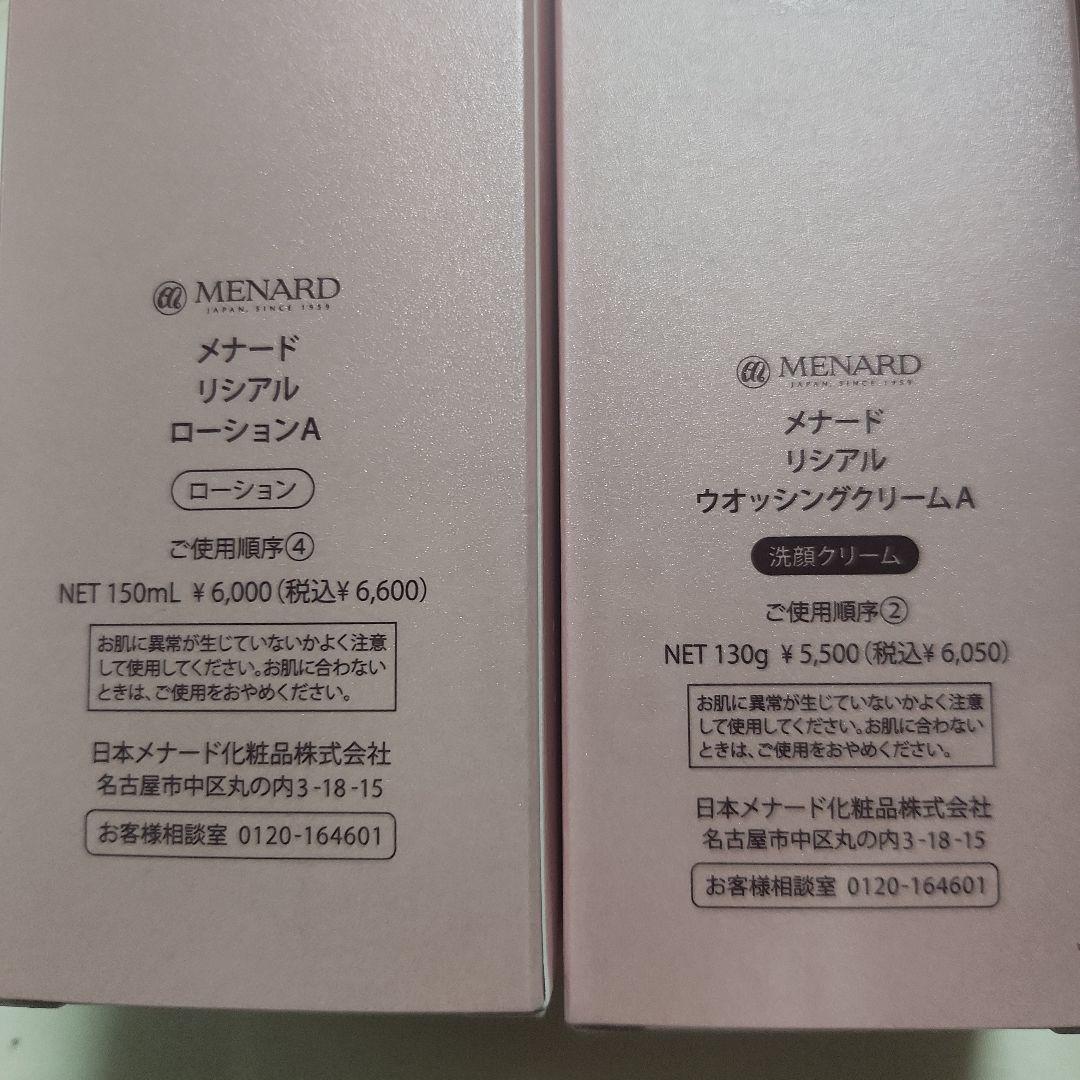 MENARD
JAPAN, SINCE 1959
メナード
リシアル
ローションA
ローション
ご使用順序④
NET 150mL ¥6,000(税込¥6,600)
お肌に異常が生じていないかよく注意
して使用してください。お肌に合わない
ときは、ご使用をおやめください。
日本メナード化粧品株式会社
名古屋市中区丸の内3-18-15
お客様相談室 0120-164601
MENARD
JAPAN, SINCE 1959
メナード
リシアル
ウオッシングクリームA
洗顔クリーム
ご使用順序②
NET 130g ¥5,500(税込¥6,050)
お肌に異常が生じていないかよく注意
して使用してください。お肌に合わない
ときは、ご使用をおやめください。
日本メナード化粧品株式会社
名古屋市中区丸の内3-18-15
お客様相談室 0120-164601